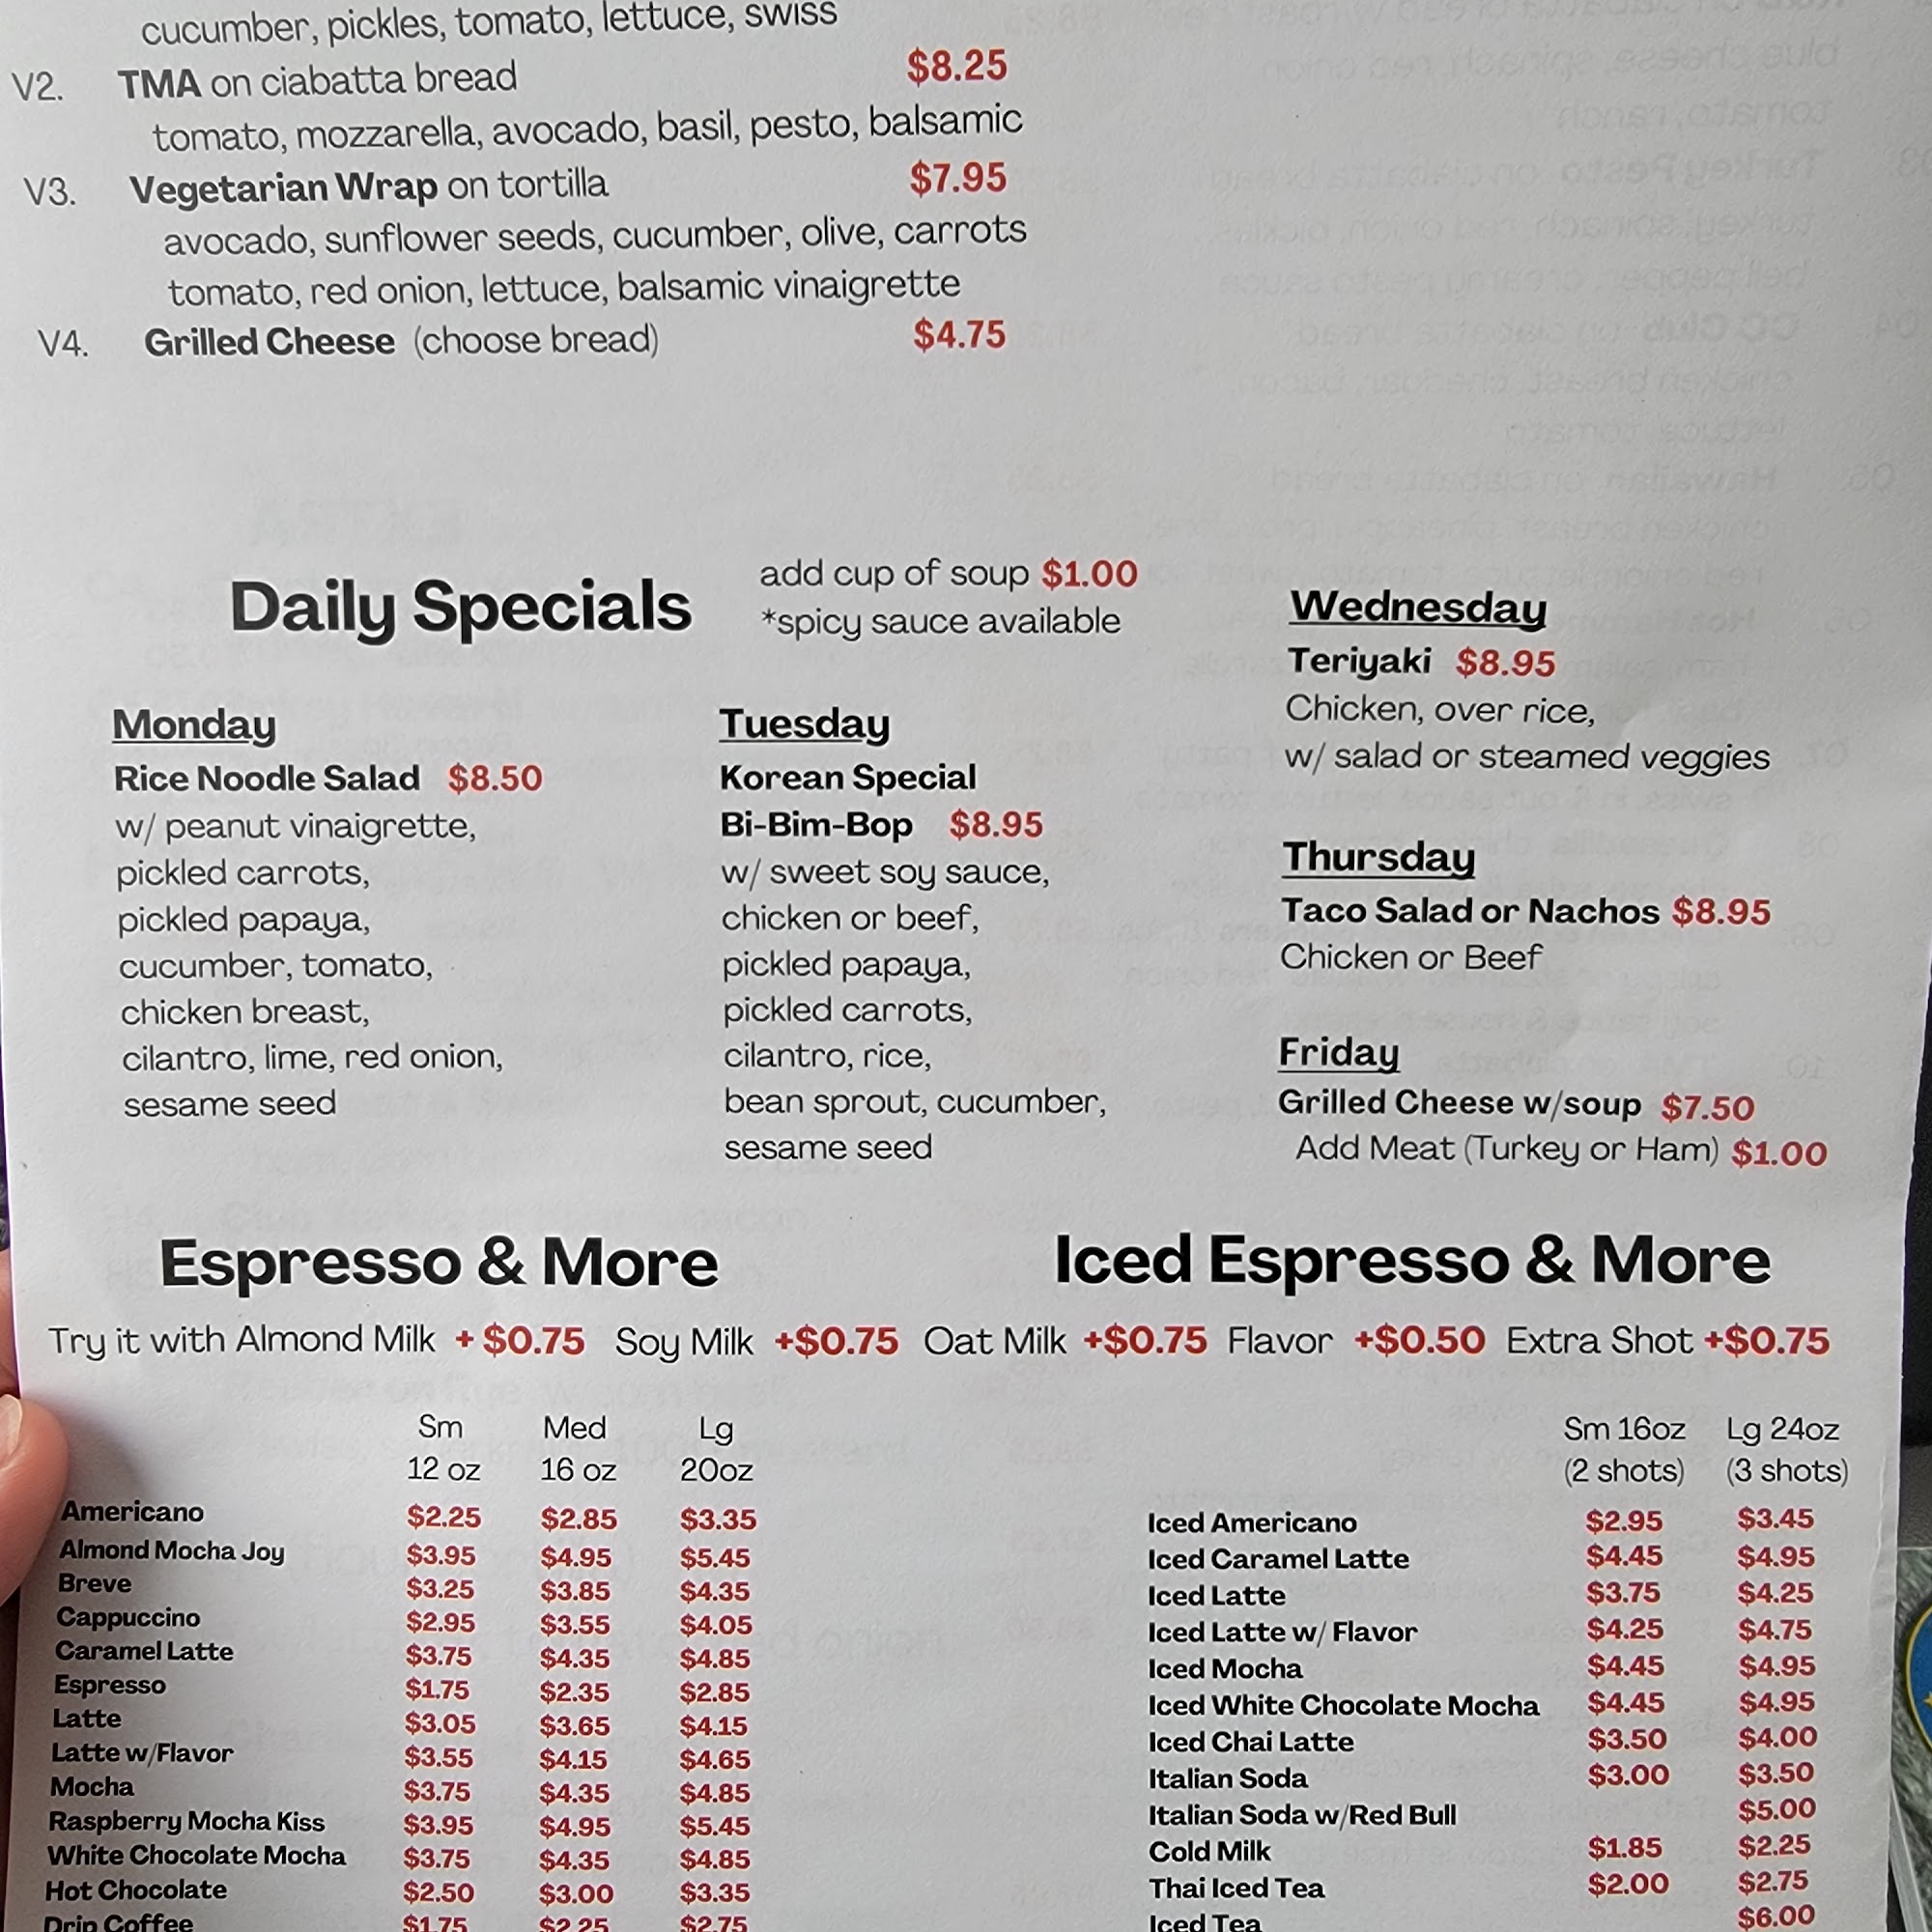 cucumber, pickles, tomato, lettuce, swiss
V2. TMA on ciabatta bread $8.25
tomato, mozzarella, avocado, basil, pesto, balsamic
V3. Vegetarian Wrap on tortilla $7.95
avocado, sunflower seeds, cucumber, olive, carrots
tomato, red onion, lettuce, balsamic vinaigrette
V4. Grilled Cheese (choose bread) $4.75
Daily Specials
add cup of soup $1.00
*spicy sauce available
Monday
Rice Noodle Salad $8.50
w/ peanut vinaigrette,
pickled carrots,
pickled papaya,
cucumber, tomato,
chicken breast,
cilantro, lime, red onion,
sesame seed
Tuesday
Korean Special
Bi-Bim-Bop $8.95
w/ sweet soy sauce,
chicken or beef,
pickled papaya,
pickled carrots,
cilantro, rice,
bean sprout, cucumber,
sesame seed
Wednesday
Teriyaki $8.95
Chicken, over rice,
w/ salad or steamed veggies
Thursday
Taco Salad or Nachos $8.95
Chicken or Beef
Friday
Grilled Cheese w/soup $7.50
Add Meat (Turkey or Ham) $1.00
Espresso & More
Iced Espresso & More
Try it with Almond Milk + $0.75 Soy Milk +$0.75 Oat Milk +$0.75 Flavor +$0.50 Extra Shot +$0.75
Sm Med Lg
12 oz 16 oz 20oz
Americano $2.25 $2.85 $3.35
Almond Mocha Joy $3.95 $4.95 $5.45
Breve $3.25 $3.85 $4.35
Cappuccino $2.95 $3.55 $4.05
Caramel Latte $3.75 $4.35 $4.85
Espresso $1.75 $2.35 $2.85
Latte $3.05 $3.65 $4.15
Latte w/Flavor $3.55 $4.15 $4.65
Mocha $3.75 $4.35 $4.85
Raspberry Mocha Kiss $3.95 $4.95 $5.45
White Chocolate Mocha $3.75 $4.35 $4.85
Hot Chocolate $2.50 $3.00 $3.35
Drip Coffee $1.75 $2.25 $2.75
Sm 16oz Lg 24oz
(2 shots) (3 shots)
Iced Americano $2.95 $3.45
Iced Caramel Latte $4.45 $4.95
Iced Latte $3.75 $4.25
Iced Latte w/ Flavor $4.25 $4.75
Iced Mocha $4.45 $4.95
Iced White Chocolate Mocha $4.45 $4.95
Iced Chai Latte $3.50 $4.00
Italian Soda $3.00 $3.50
Italian Soda w/Red Bull $5.00
Cold Milk $1.85 $2.25
Thai Iced Tea $2.00 $2.75
Iced Tea $6.00